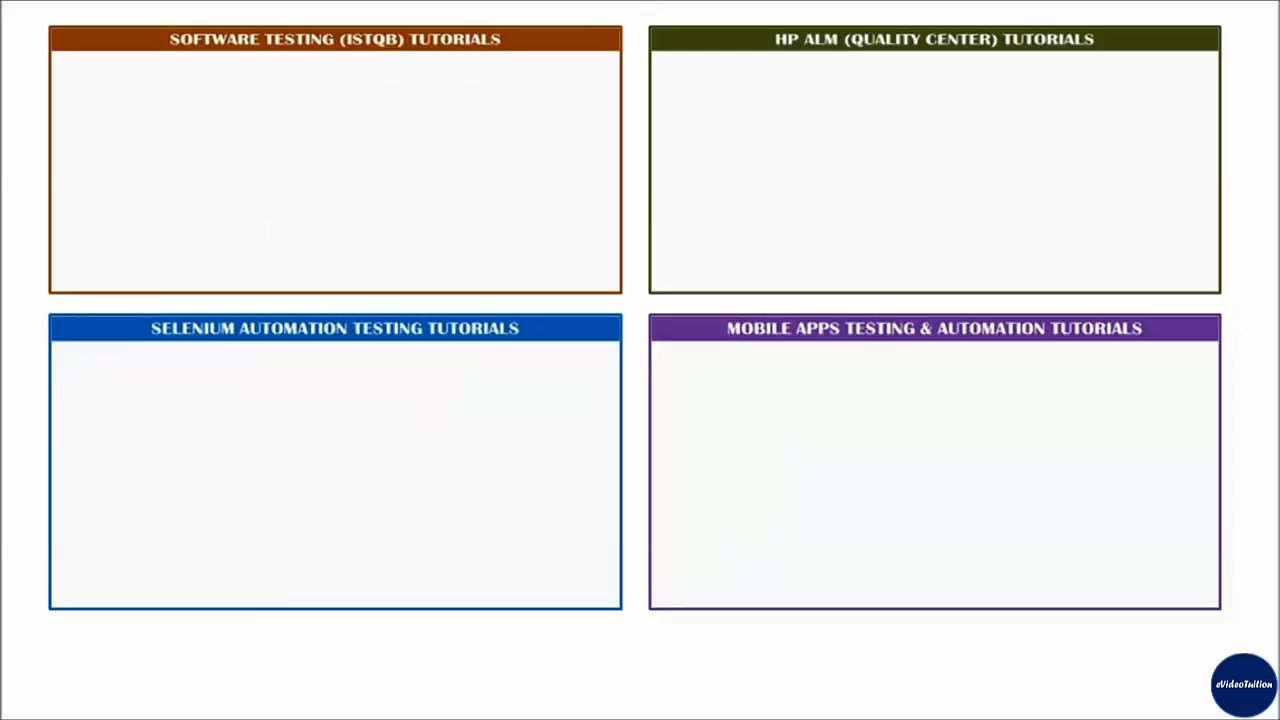 SOFTWARE TESTING (ISTQB) TUTORIALS
HP ALM (QUALITY CENTER) TUTORIALS
SELENIUM AUTOMATION TESTING TUTORIALS
MOBILE APPS TESTING & AUTOMATION TUTORIALS
eVideoTuition